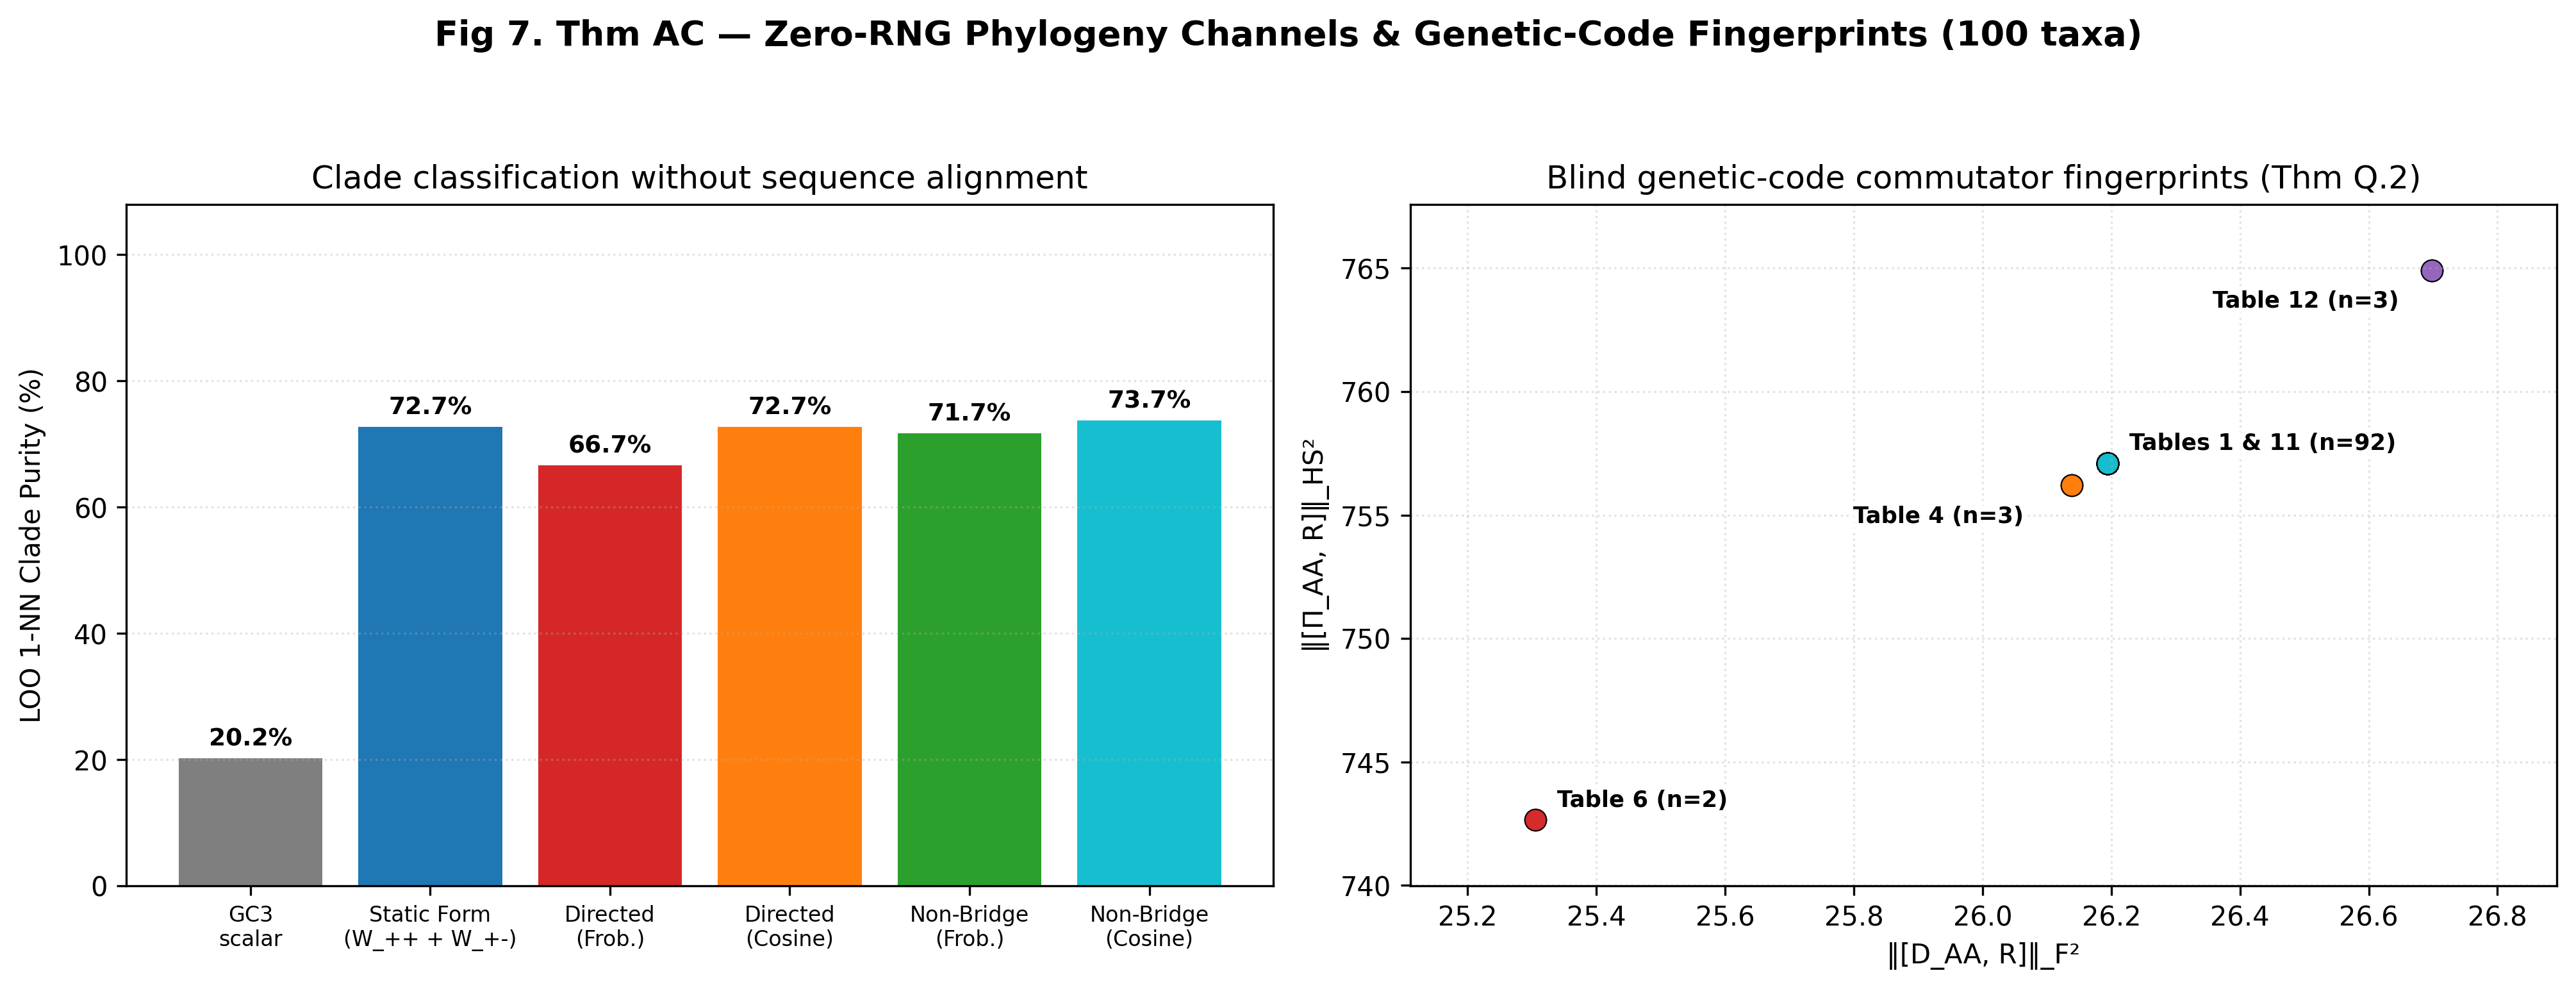 Fig 7. Thm AC — Zero-RNG Phylogeny Channels & Genetic-Code Fingerprints (100 taxa)
Clade classification without sequence alignment
LOO 1-NN Clade Purity (%)
100
80
60
40
20
0
20.2%
72.7%
66.7%
72.7%
71.7%
73.7%
GC3
scalar
Static Form
(W_++ + W_+-)
Directed
(Frob.)
Directed
(Cosine)
Non-Bridge
(Frob.)
Non-Bridge
(Cosine)
Blind genetic-code commutator fingerprints (Thm Q.2)
‖[Π_AA, R]‖_HS²
765
760
755
750
745
740
Table 12 (n=3)
Tables 1 & 11 (n=92)
Table 4 (n=3)
Table 6 (n=2)
25.2
25.4
25.6
25.8
26.0
26.2
26.4
26.6
26.8
‖[D_AA, R]‖_F²